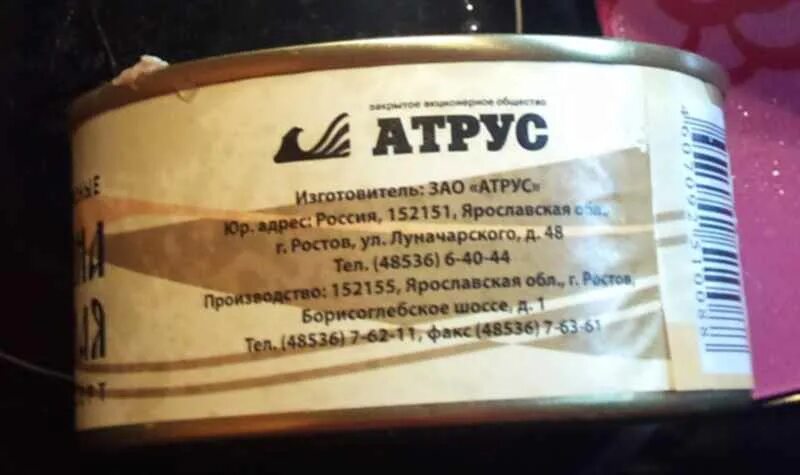 закрытое акционерное общество
АТРУС
Изготовитель: ЗАО «АТРУС»
Юр. адрес: Россия, 152151, Ярославская обл.,
г. Ростов, ул. Луначарского, д. 48
Тел. (48536) 6-40-44
Производство: 152155, Ярославская обл., г. Ростов,
Борисоглебское шоссе, д. 1
Тел. (48536) 7-62-11, факс (48536) 7-63-61